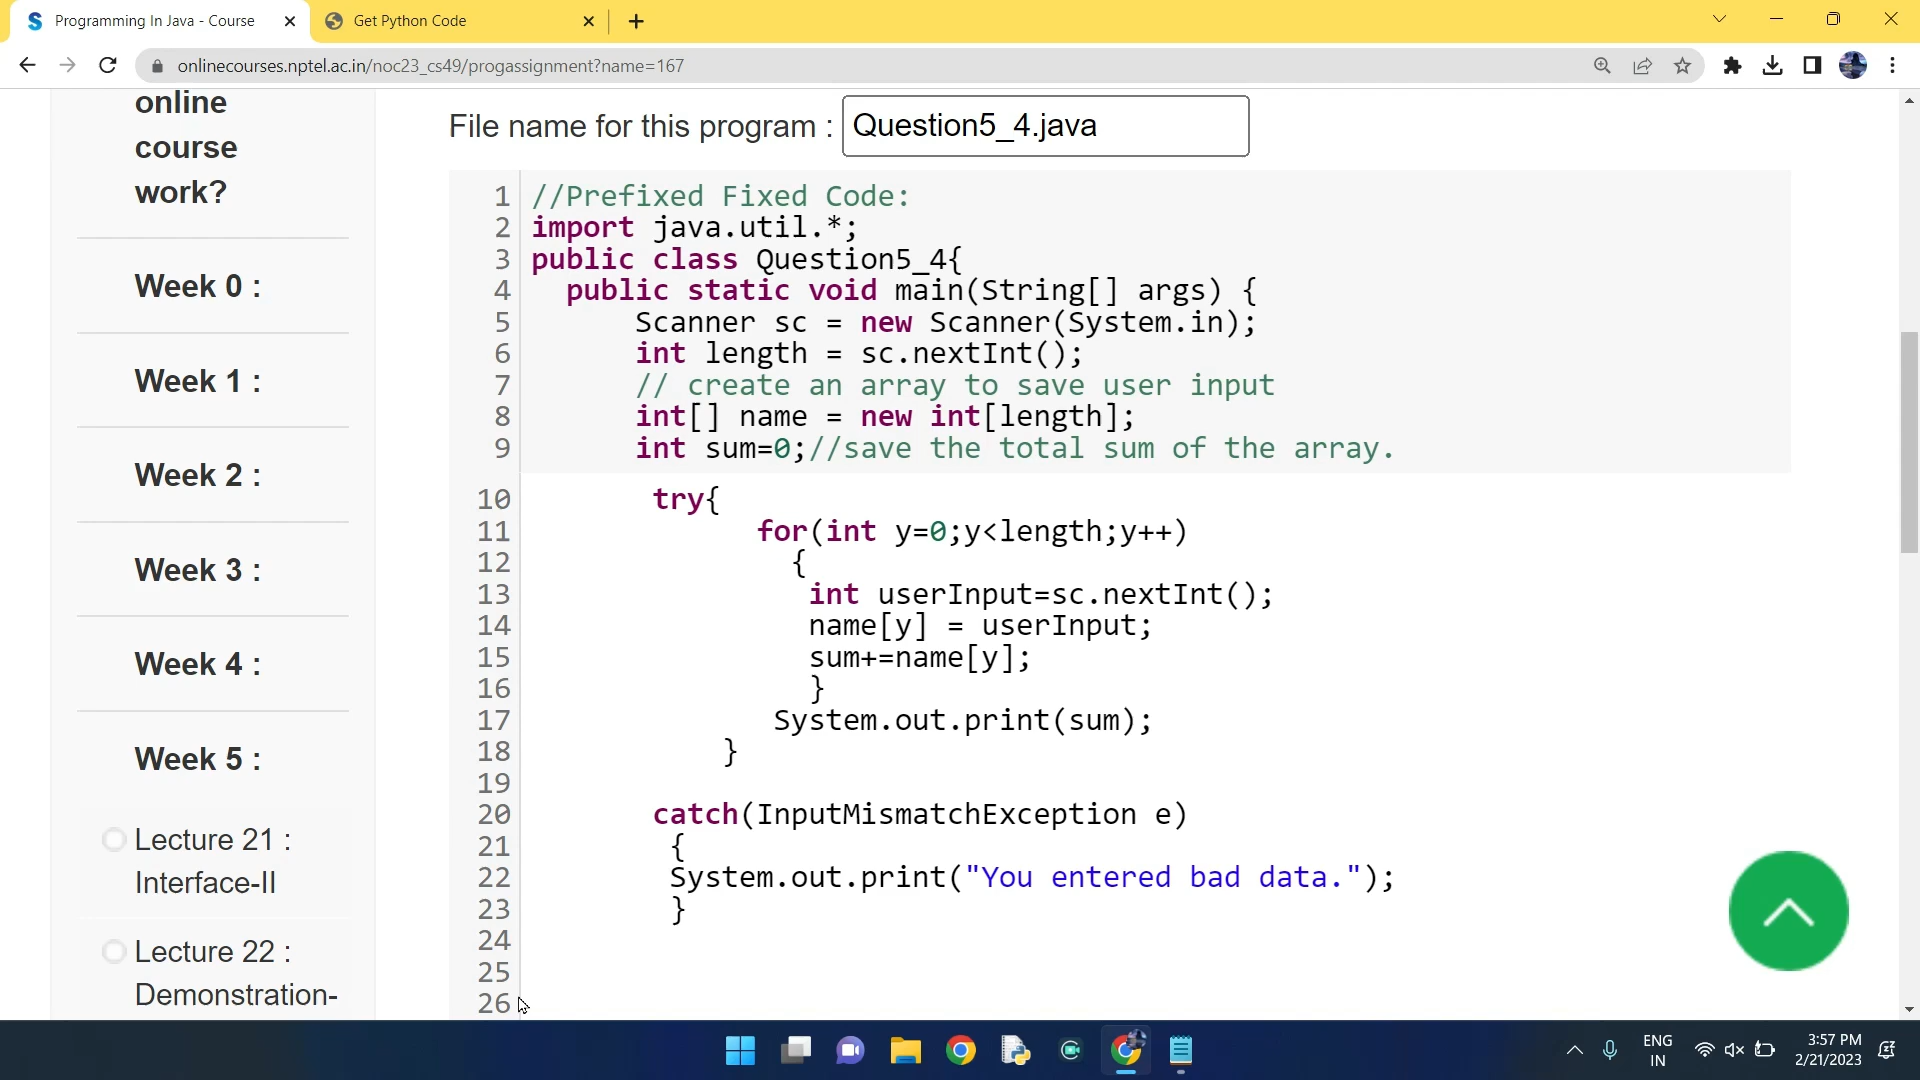 Programming In Java - Course
Get Python Code
onlinecourses.nptel.ac.in/noc23_cs49/progassignment?name=167
online
course
work?
Week 0 :
Week 1 :
Week 2 :
Week 3 :
Week 4 :
Week 5 :
Lecture 21 :
Interface-II
Lecture 22 :
Demonstration-
File name for this program : Question5_4.java
1 //Prefixed Fixed Code:
2 import java.util.*;
3 public class Question5_4{
4 public static void main(String[] args) {
5 Scanner sc = new Scanner(System.in);
6 int length = sc.nextInt();
7 // create an array to save user input
8 int[] name = new int[length];
9 int sum=0;//save the total sum of the array.
10 try{
11 for(int y=0;y<length;y++)
12 {
13 int userInput=sc.nextInt();
14 name[y] = userInput;
15 sum+=name[y];
16 }
17 System.out.print(sum);
18 }
19
20 catch(InputMismatchException e)
21 {
22 System.out.print("You entered bad data.");
23 }
24
25
26
ENG
IN
3:57 PM
2/21/2023